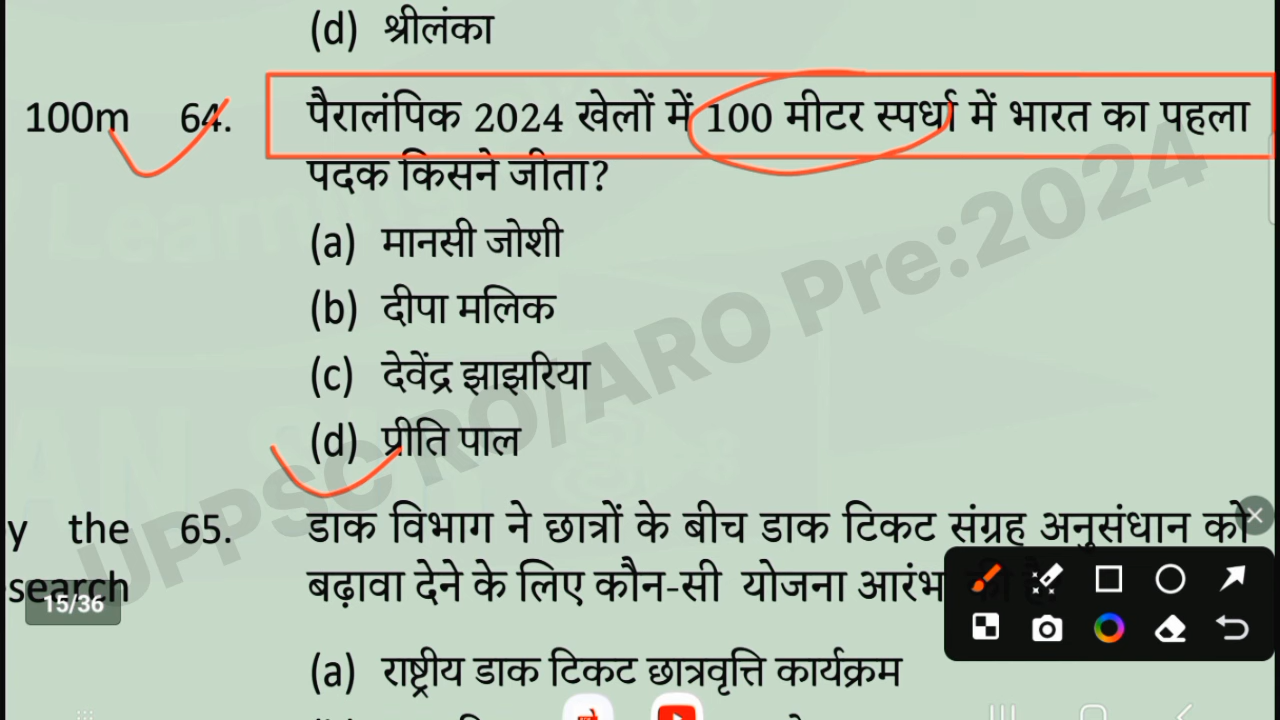 (d) श्रीलंका
100m 64. पैरालंपिक 2024 खेलों में 100 मीटर स्पर्धा में भारत का पहला
पदक किसने जीता?
(a) मानसी जोशी
(b) दीपा मलिक
(c) देवेंद्र झाझरिया
(d) प्रीति पाल
UPPSC RO/ARO Pre:2024
y the 65. डाक विभाग ने छात्रों के बीच डाक टिकट संग्रह अनुसंधान को
search बढ़ावा देने के लिए कौन-सी योजना आरंभ की है?
15/36
(a) राष्ट्रीय डाक टिकट छात्रवृत्ति कार्यक्रम